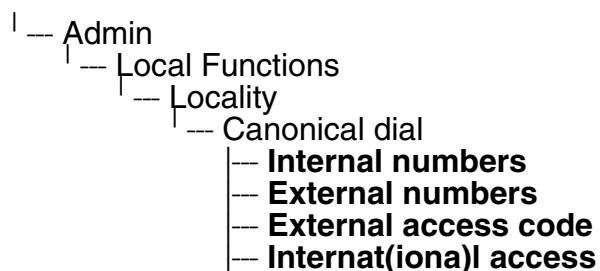 --- Admin
--- Local Functions
--- Locality
--- Canonical dial
--- Internal numbers
--- External numbers
--- External access code
--- Internat(iona)l access